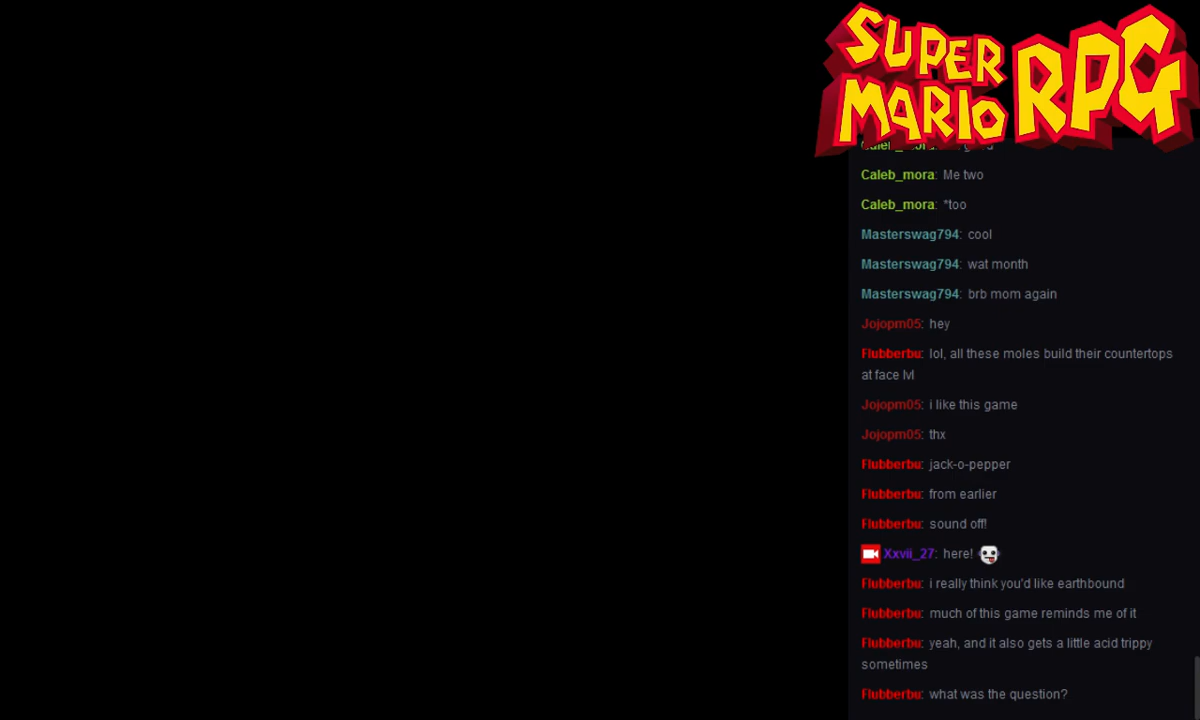 SUPER
MARIO RPG
Caleb_mora: Me two
Caleb_mora: *too
Masterswag794: cool
Masterswag794: wat month
Masterswag794: brb mom again
Jojopm05: hey
Flubberbu: lol, all these moles build their countertops
at face lvl
Jojopm05: i like this game
Jojopm05: thx
Flubberbu: jack-o-pepper
Flubberbu: from earlier
Flubberbu: sound off!
Xxvii_27: here!
Flubberbu: i really think you'd like earthbound
Flubberbu: much of this game reminds me of it
Flubberbu: yeah, and it also gets a little acid trippy
sometimes
Flubberbu: what was the question?